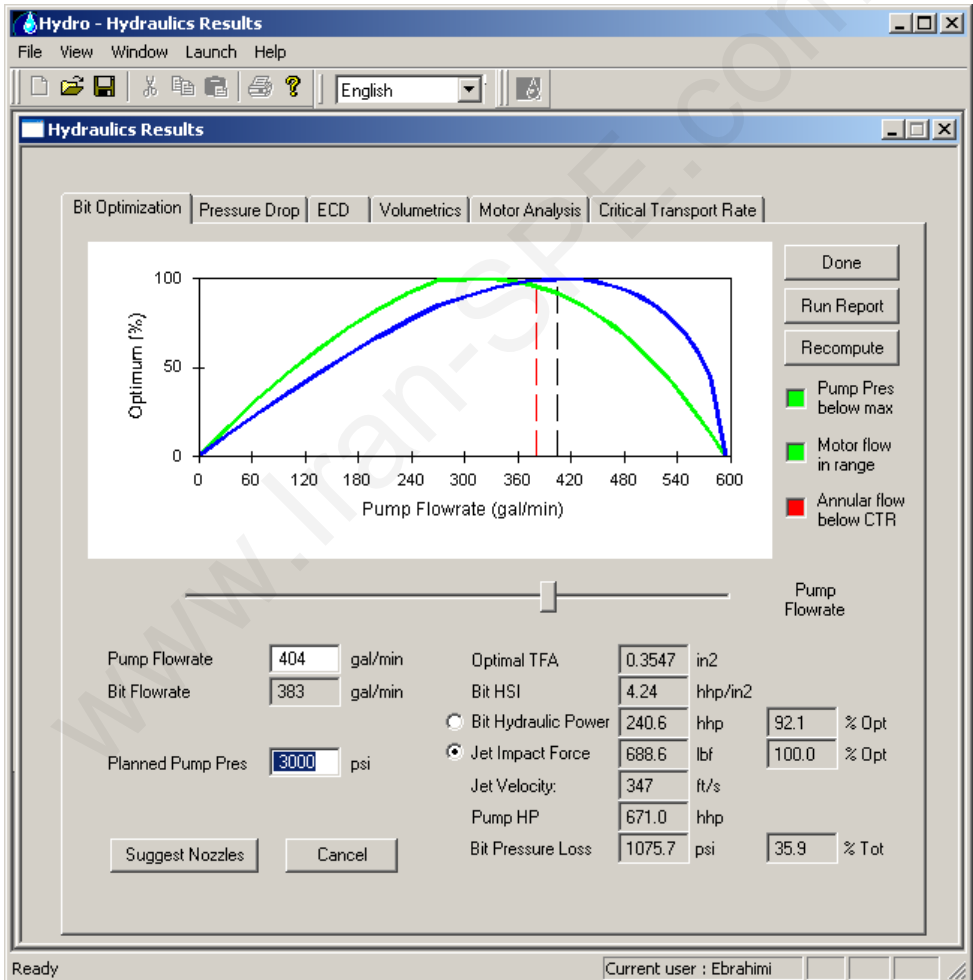 Hydro - Hydraulics Results
File View Window Launch Help
English
Hydraulics Results
Bit Optimization Pressure Drop ECD Volumetrics Motor Analysis Critical Transport Rate
Optimum (%)
100
50
0
0 60 120 180 240 300 360 420 480 540 600
Pump Flowrate (gal/min)
Done
Run Report
Recompute
Pump Pres
below max
Motor flow
in range
Annular flow
below CTR
Pump
Flowrate
Pump Flowrate 404 gal/min
Bit Flowrate 383 gal/min
Planned Pump Pres 3000 psi
Optimal TFA 0.3547 in2
Bit HSI 4.24 hhp/in2
Bit Hydraulic Power 240.6 hhp 92.1 % Opt
Jet Impact Force 688.6 lbf 100.0 % Opt
Jet Velocity: 347 ft/s
Pump HP 671.0 hhp
Bit Pressure Loss 1075.7 psi 35.9 % Tot
Suggest Nozzles Cancel
Ready Current user : Ebrahimi
www.Iran-SPE.com